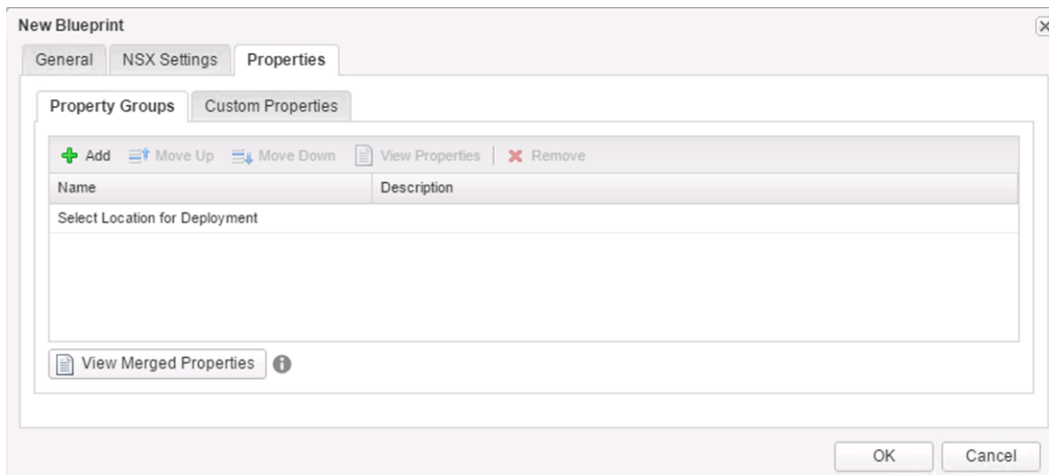 New Blueprint
General NSX Settings Properties
Property Groups Custom Properties
Add Move Up Move Down View Properties Remove
Name Description
Select Location for Deployment
View Merged Properties
OK Cancel